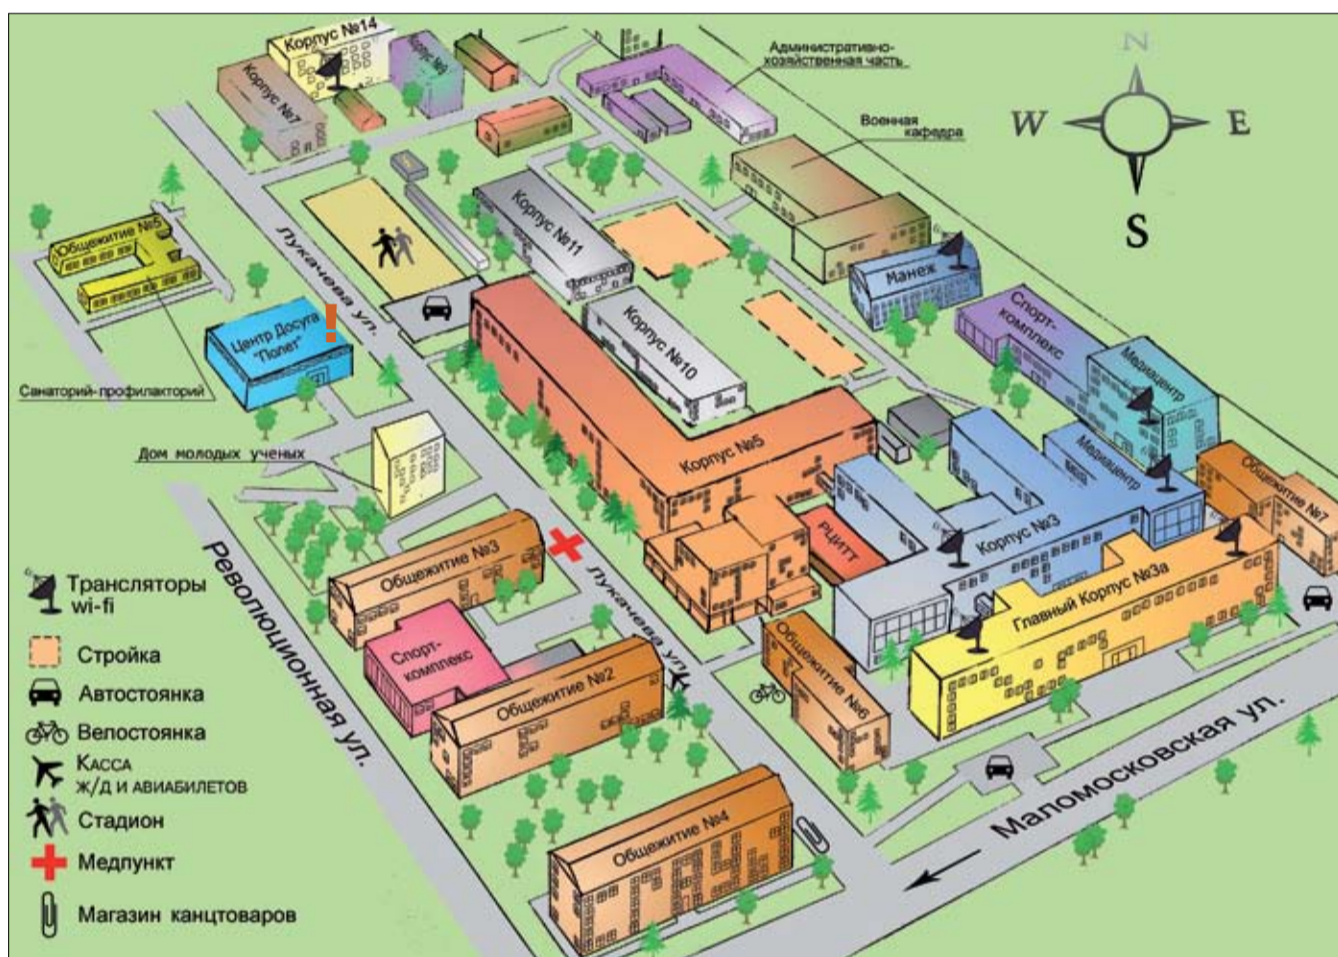 Корпус №14
Корпус №9
Корпус №7
Административно-
хозяйственная часть
Военная
кафедра
N
W
E
S
Общежитие №5
Лукачева ул.
Корпус №11
Манеж
Центр Досуга
"Полет"
!
Санаторий-профилакторий
Корпус №10
Спорт-
комплекс
Медиацентр
Дом молодых ученых
Корпус №5
Медиацентр
Общежитие №7
РЦИТТ
Корпус №3
Главный Корпус №3а
Революционная ул.
Общежитие №3
Лукачева ул.
Спорт-
комплекс
Общежитие №2
Общежитие №6
Маломосковская ул.
Общежитие №4
Трансляторы
wi-fi
Стройка
Автостоянка
Велостоянка
Касса
ж/д и авиабилетов
Стадион
Медпункт
Магазин канцтоваров